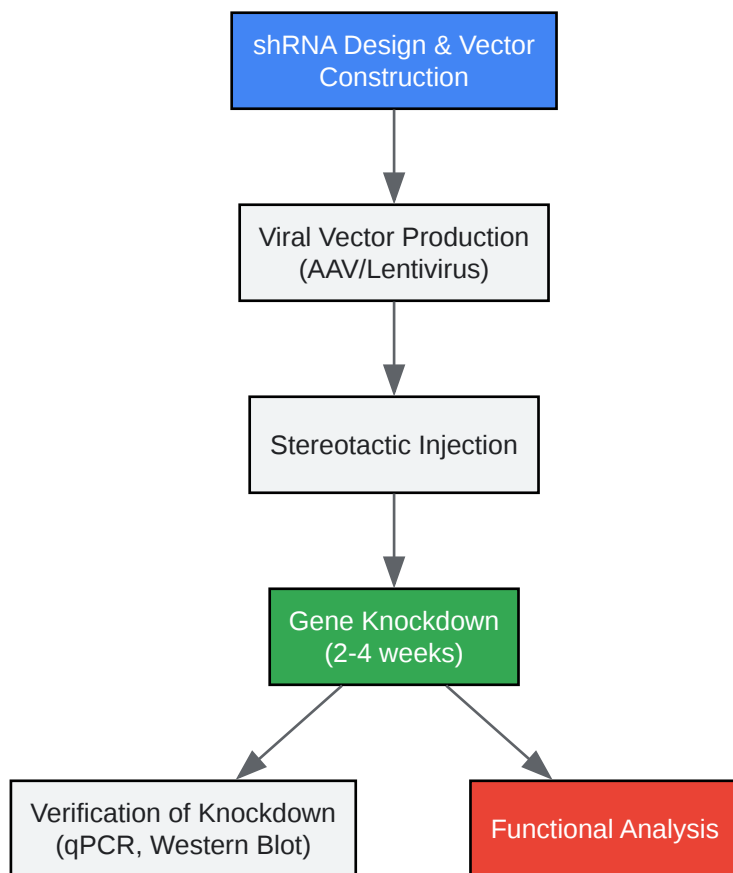 shRNA Design & Vector
Construction
Viral Vector Production
(AAV/Lentivirus)
Stereotactic Injection
Gene Knockdown
(2-4 weeks)
Verification of Knockdown
(qPCR, Western Blot)
Functional Analysis